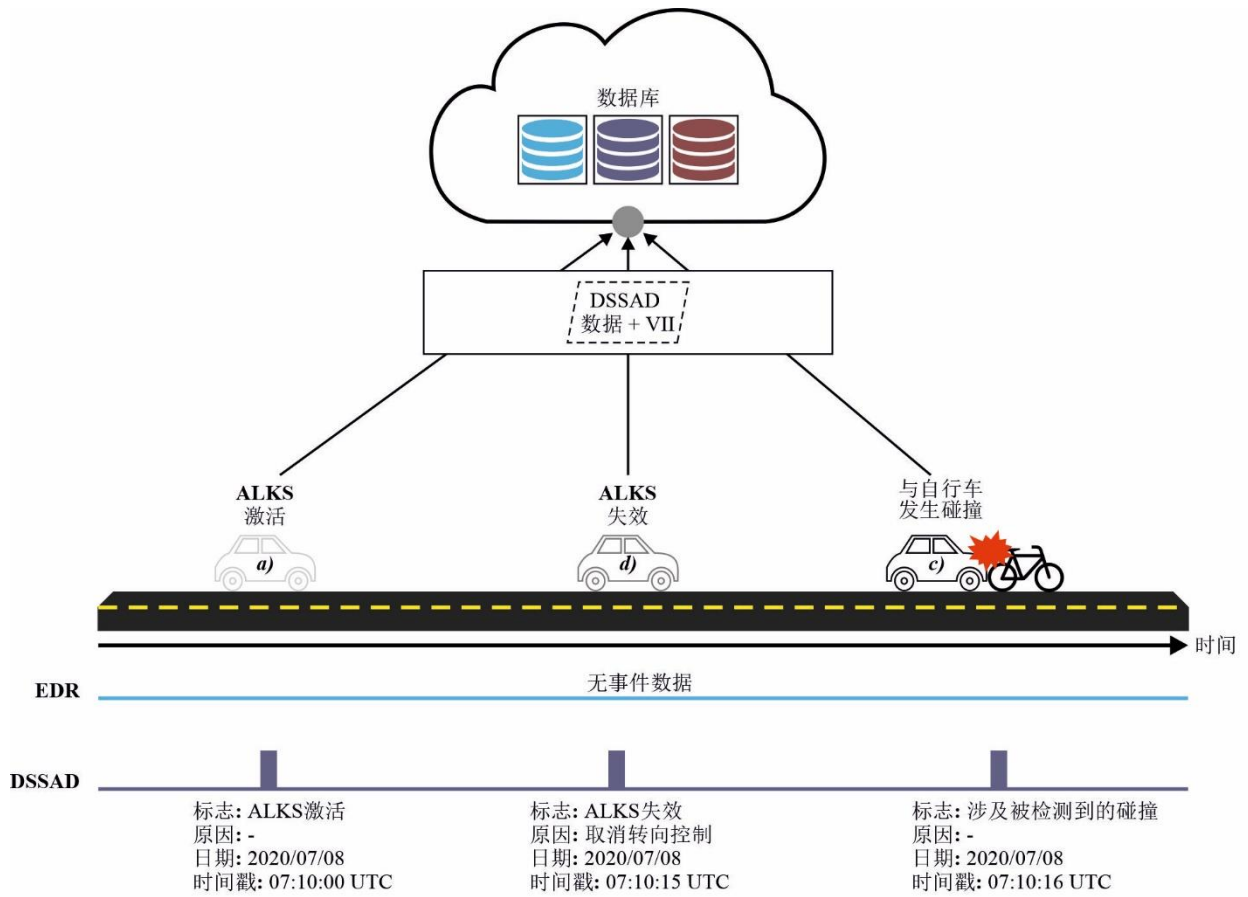 数据库
DSSAD
数据 + VII
ALKS
激活
ALKS
失效
与自行车
发生碰撞
a)
d)
c)
时间
EDR
无事件数据
DSSAD
标志: ALKS激活
原因: -
日期: 2020/07/08
时间戳: 07:10:00 UTC
标志: ALKS失效
原因: 取消转向控制
日期: 2020/07/08
时间戳: 07:10:15 UTC
标志: 涉及被检测到的碰撞
原因: -
日期: 2020/07/08
时间戳: 07:10:16 UTC